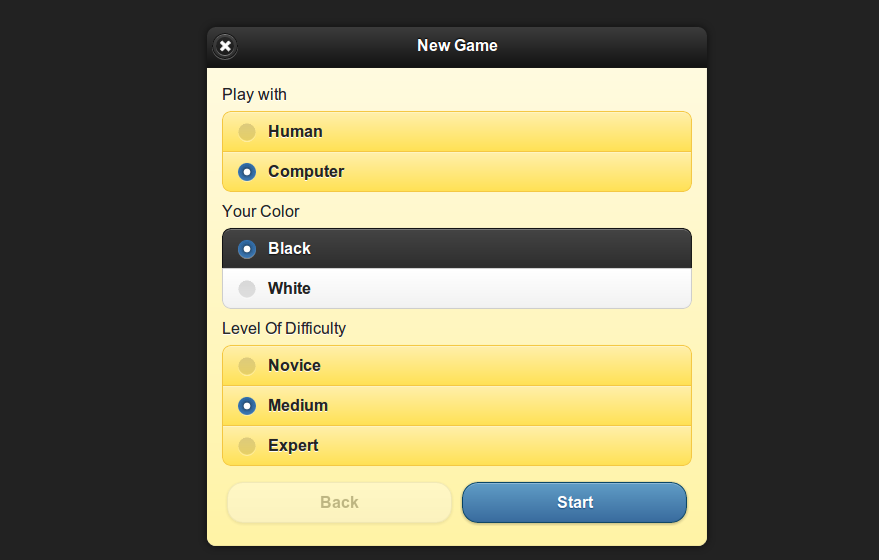 New Game
Play with
Human
Computer
Your Color
Black
White
Level Of Difficulty
Novice
Medium
Expert
Back
Start